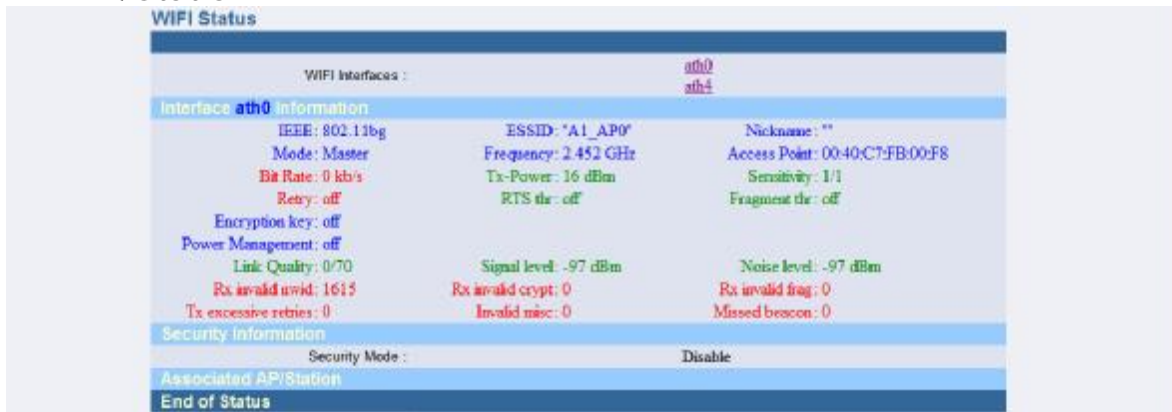 WIFI Status
WIFI Interfaces : ath0
ath4
Interface ath0 Information
IEEE: 802.11bg ESSID: "A1_AP0" Nickname: ""
Mode: Master Frequency: 2.452 GHz Access Point: 00:40:C7:FB:00:F8
Bit Rate: 0 kb/s Tx-Power: 16 dBm Sensitivity: 1/1
Retry: off RTS thr: off Fragment thr: off
Encryption key: off
Power Management: off
Link Quality: 0/70 Signal level: -97 dBm Noise level: -97 dBm
Rx invalid nwid: 1615 Rx invalid crypt: 0 Rx invalid frag: 0
Tx excessive retries: 0 Invalid misc: 0 Missed beacon: 0
Security Information
Security Mode : Disable
Associated AP/Station
End of Status